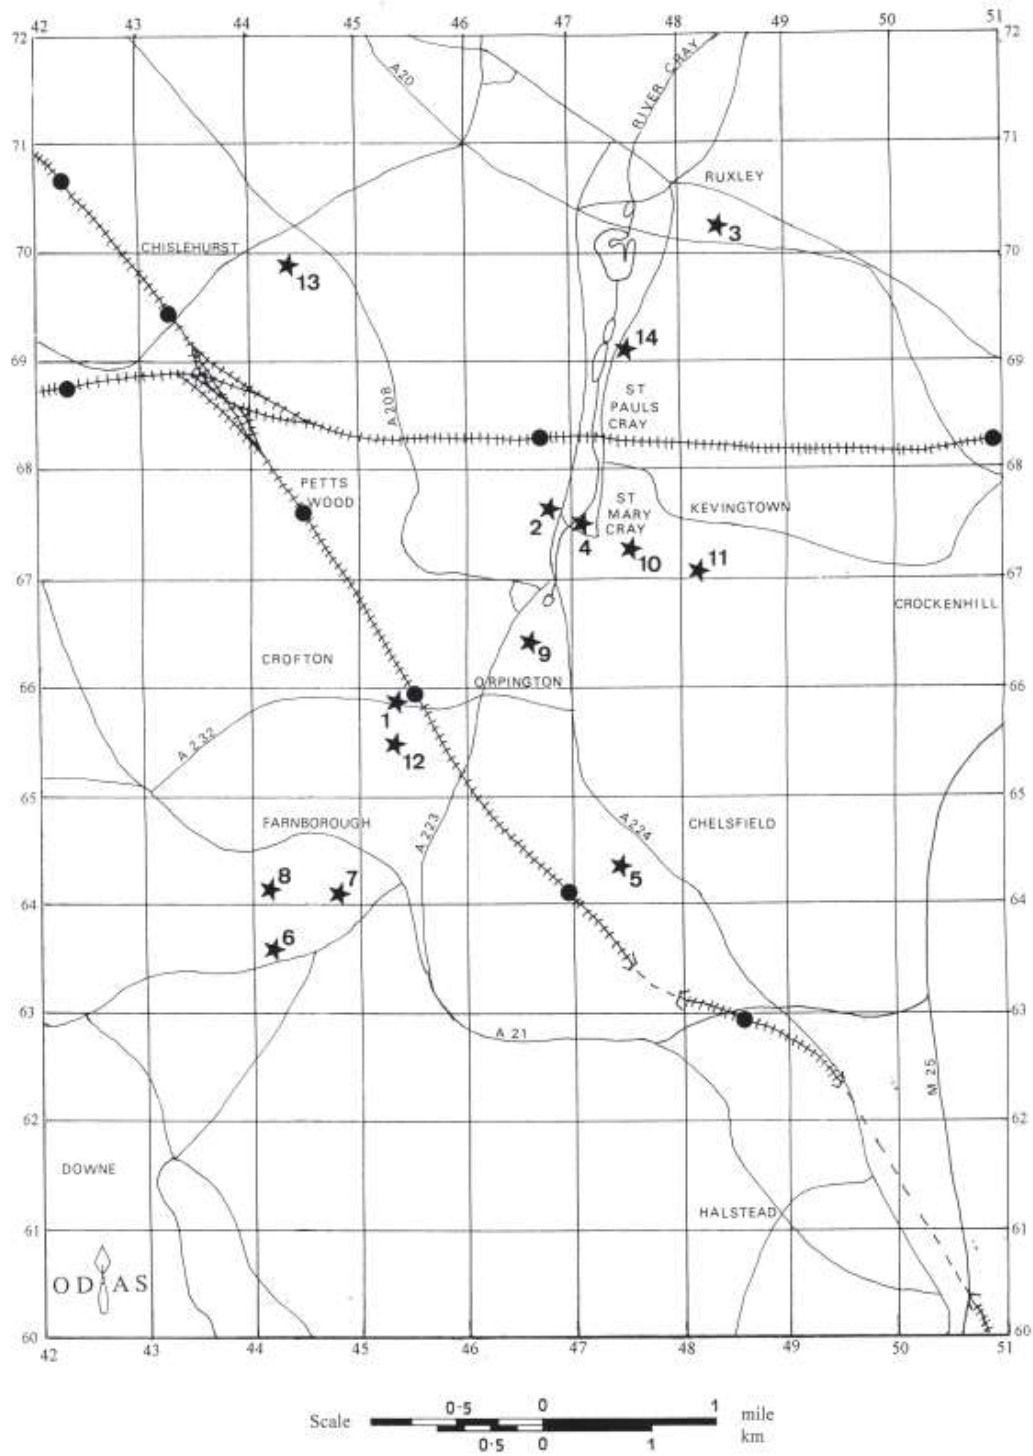 42 43 44 45 46 47 48 49 50 51
72 72
A20
RIVER CRAY
71 71
RUXLEY
3
CHISLEHURST
70 70
13
14
69 69
A208
ST
PAULS
CRAY
68 68
PETTS
WOOD
ST
MARY
CRAY
KEVINGTOWN
2
4
10
11
67 67
CROCKENHILL
9
CROFTON
ORPINGTON
66 66
1
A 232
12
65 65
FARNBOROUGH
A 223
A224
CHELSFIELD
8
7
5
64 64
6
63 63
A 21
M 25
62 62
DOWNE
HALSTEAD
61 61
ODIAS
60 60
42 43 44 45 46 47 48 49 50 51
Scale
0·5 0 1 mile
0·5 0 1 km